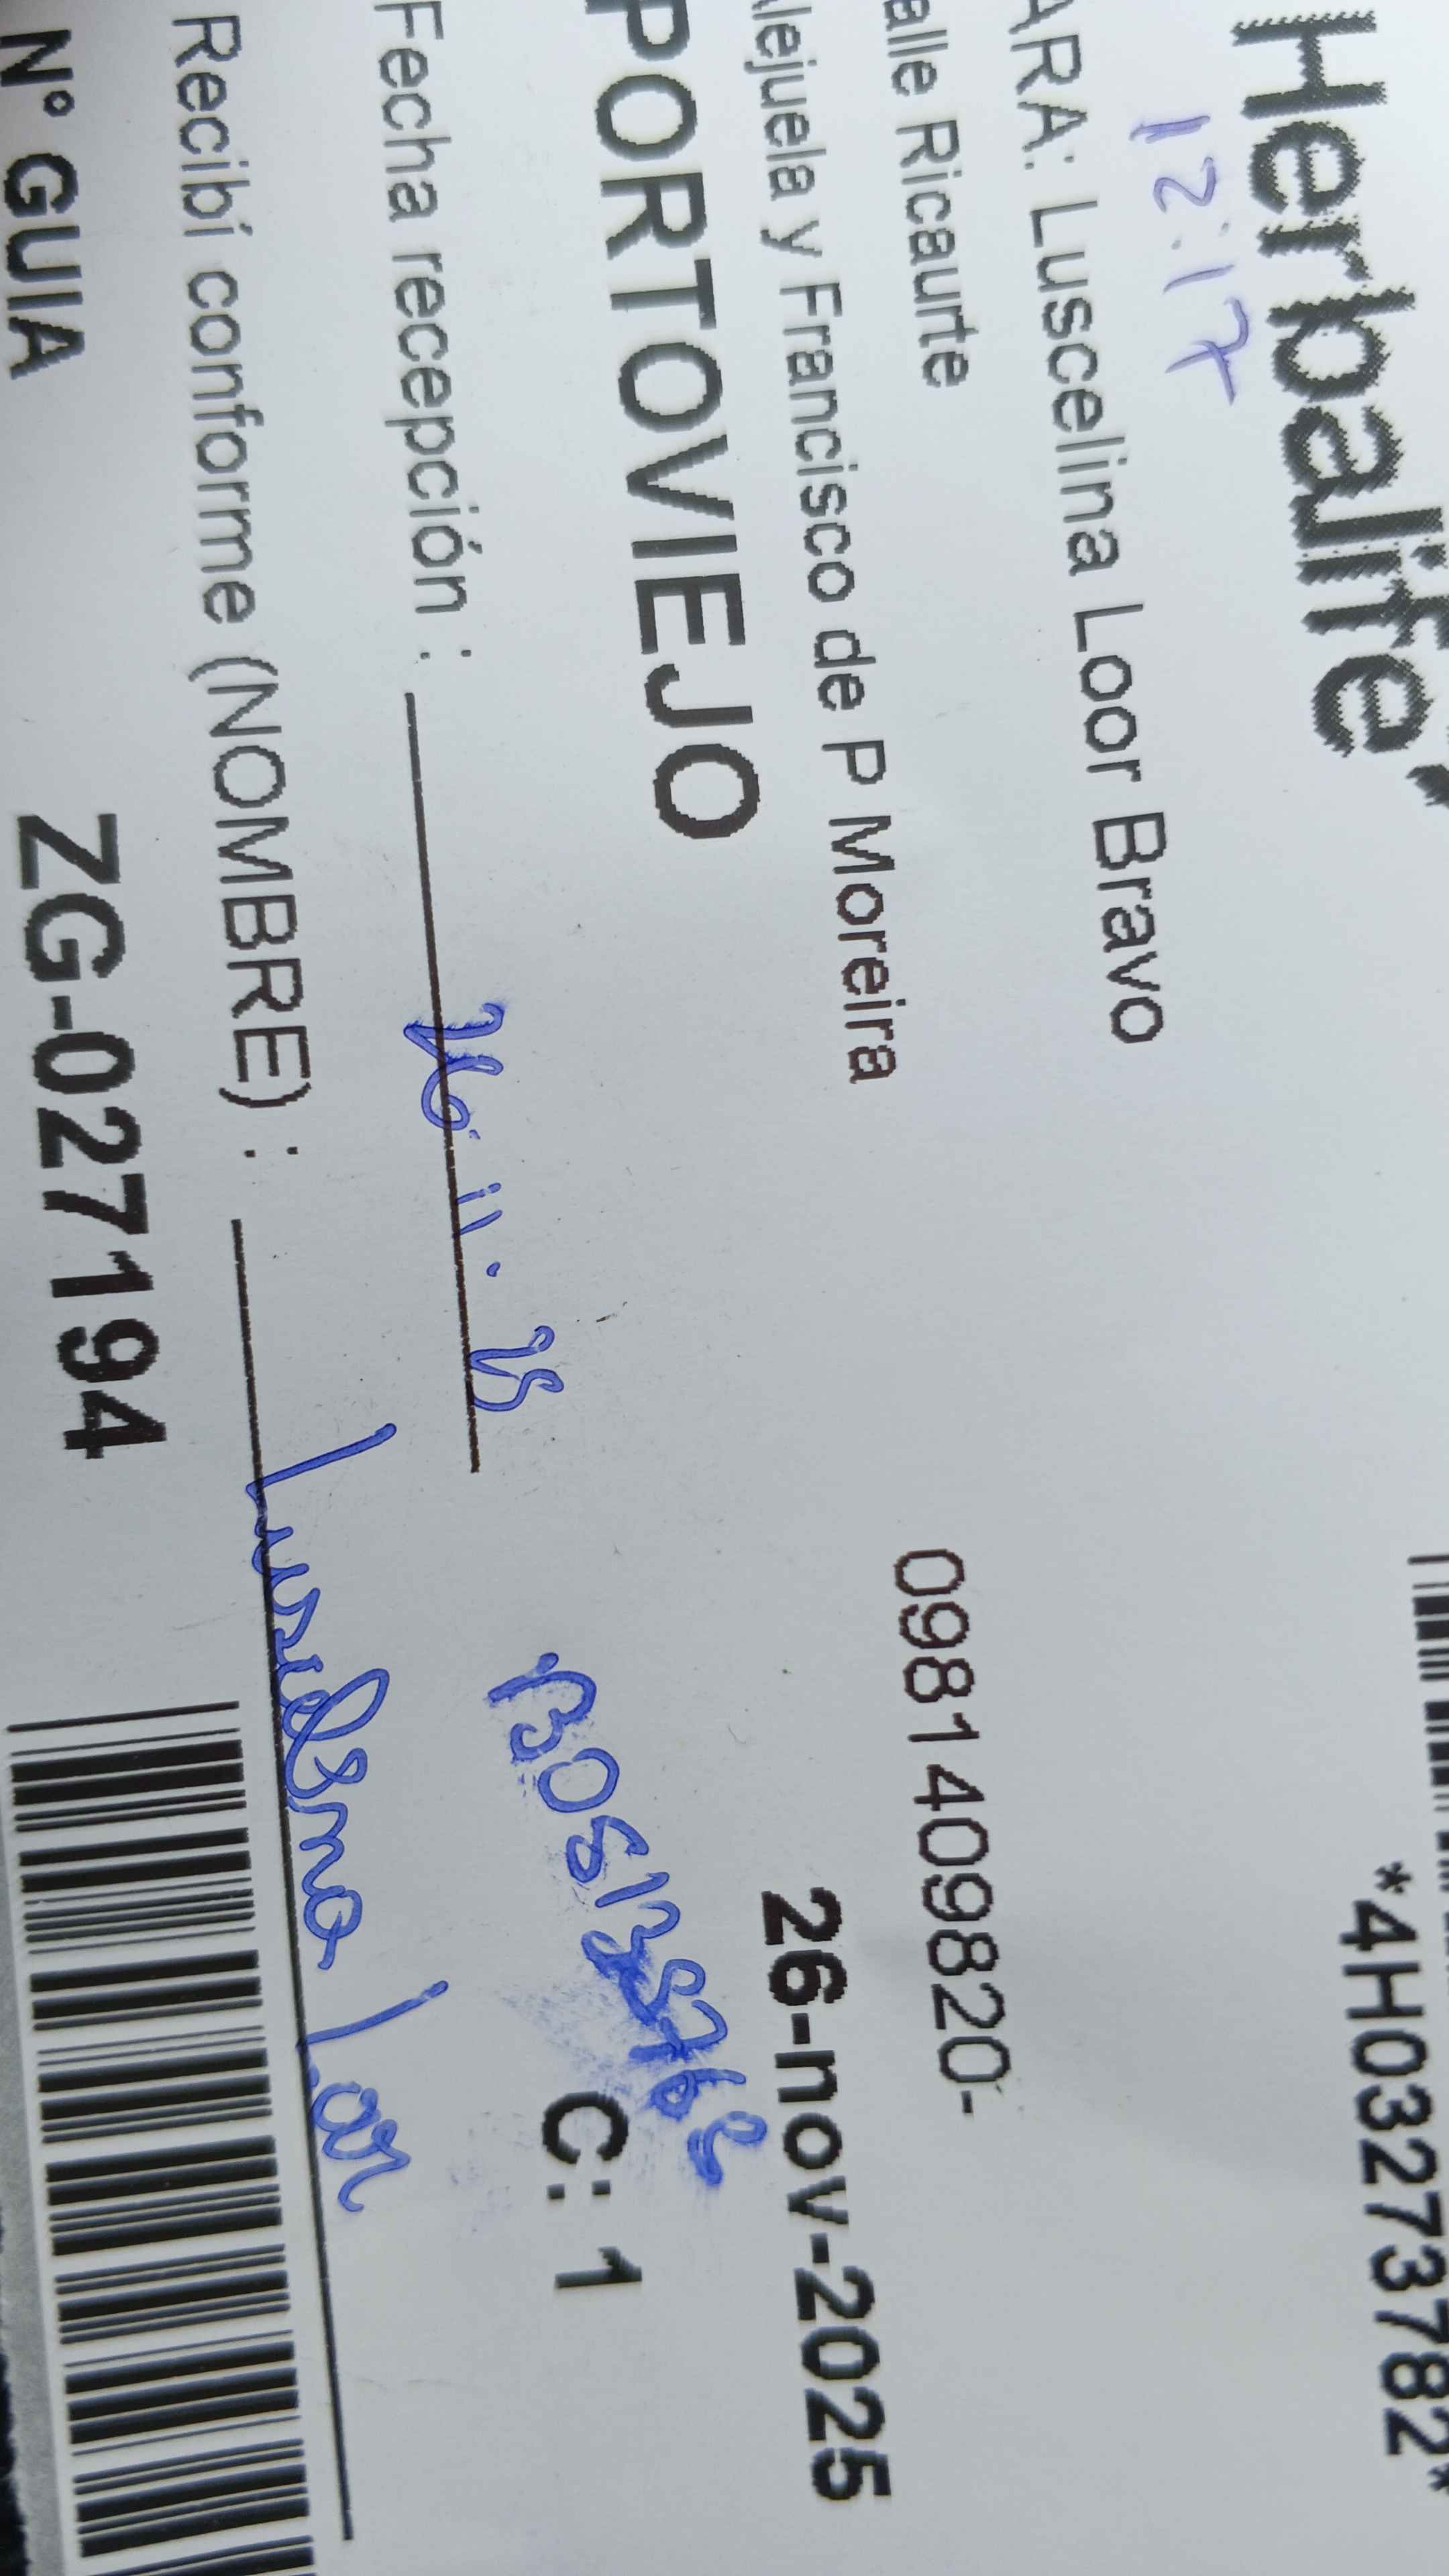 Herbalife
*4H03273782*
12:17
ARA: Luscelina Loor Bravo
alle Ricaurte 0981409820-
lejuela y Francisco de P Moreira
26-nov-2025
PORTOVIEJO
C: 1
Fecha recepción : 26.11.25
Recibí conforme (NOMBRE) : Luscelina Loor
N° GUIA ZG-027194